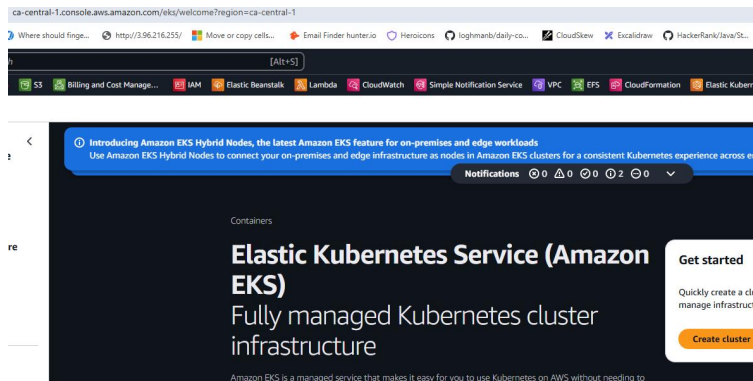 ca-central-1.console.aws.amazon.com/eks/welcome?region=ca-central-1
Where should finge... http://3.96.216.255/ Move or copy cells... Email Finder hunter.io Heroicons loghmanb/daily-co... CloudSkew Excalidraw HackerRank/Java/St...
[Alt+S]
S3 Billing and Cost Manage... IAM Elastic Beanstalk Lambda CloudWatch Simple Notification Service VPC EFS CloudFormation Elastic Kubern
Introducing Amazon EKS Hybrid Nodes, the latest Amazon EKS feature for on-premises and edge workloads
Use Amazon EKS Hybrid Nodes to connect your on-premises and edge infrastructure as nodes in Amazon EKS clusters for a consistent Kubernetes experience across
Notifications 0 0 0 2 0
Containers
re
Elastic Kubernetes Service (Amazon
EKS)
Fully managed Kubernetes cluster
infrastructure
Amazon EKS is a managed service that makes it easy for you to use Kubernetes on AWS without needing to
Get started
Quickly create a cl
manage infrastruct
Create cluster